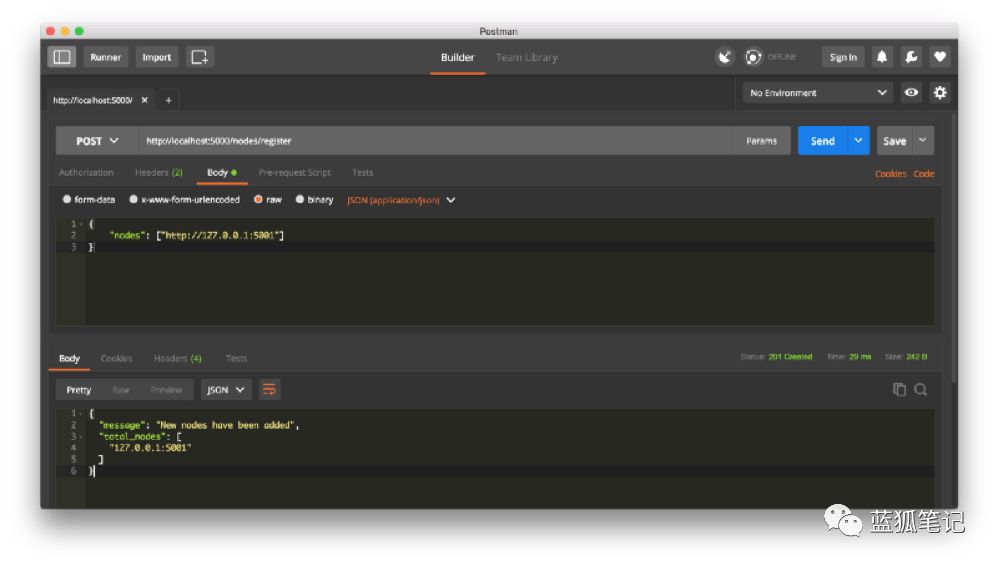 Postman
Runner Import Builder Team Library OFFLINE Sign In
http://localhost:5000/ × + No Environment
POST http://localhost:5000/nodes/register Params Send Save
Authorization Headers (2) Body Pre-request Script Tests Cookies Code
form-data x-www-form-urlencoded raw binary JSON (application/json)
1 {
2 "nodes": ["http://127.0.0.1:5001"]
3 }
Body Cookies Headers (4) Tests Status: 201 Created Time: 29 ms Size: 242 B
Pretty Raw Preview JSON
1 {
2 "message": "New nodes have been added",
3 "total_nodes": [
4 "127.0.0.1:5001"
5 ]
6 }
蓝狐笔记